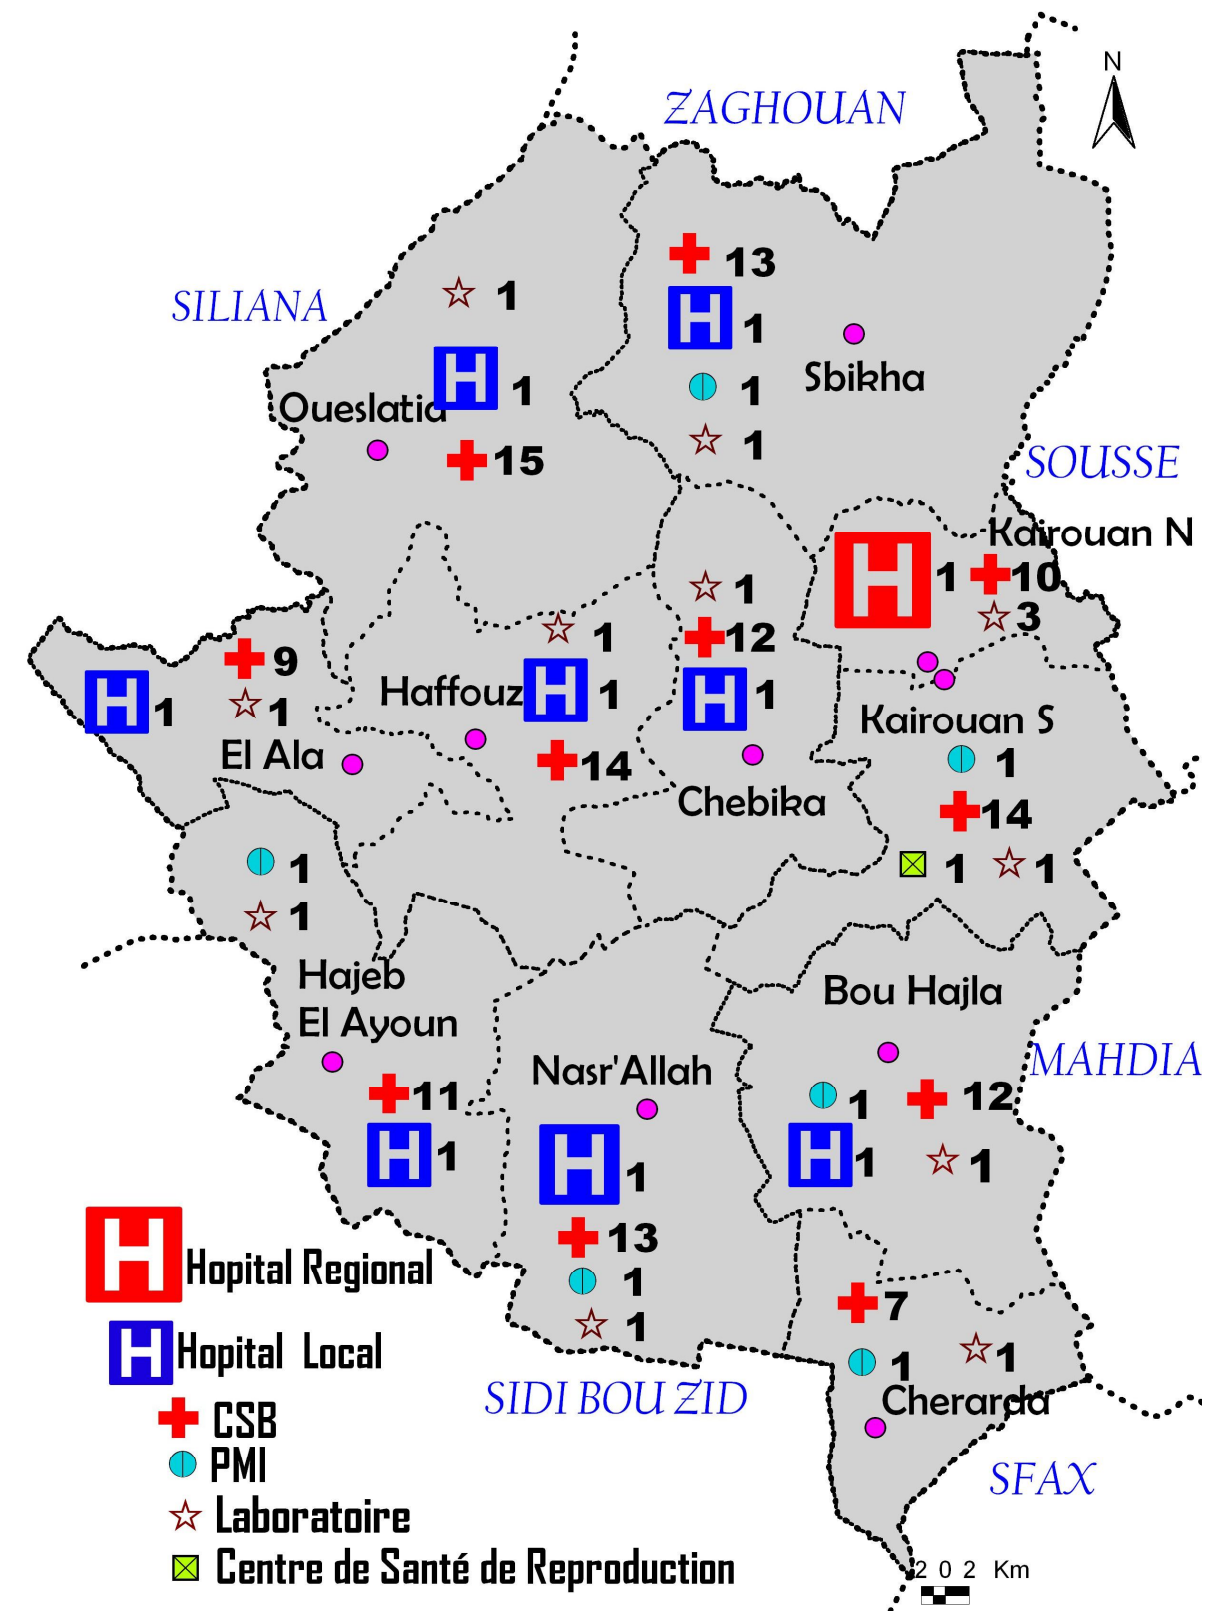 N
ZAGHOUAN
13
SILIANA
1
1
Sbikha
1
1
Oueslatia
1
15
SOUSSE
Kairouan N
1
10
3
1
12
1
1
9
1
1
El Ala
Haffouz
1
14
1
Chebika
Kairouan S
1
14
1
1
1
1
Hajeb
El Ayoun
11
1
Bou Hajla
MAHDIA
1
12
1
1
Nasr'Allah
1
13
1
1
7
1
1
Cherarda
Hopital Regional
Hopital Local
CSB
PMI
Laboratoire
Centre de Santé de Reproduction
SIDI BOU ZID
SFAX
2 0 2 Km